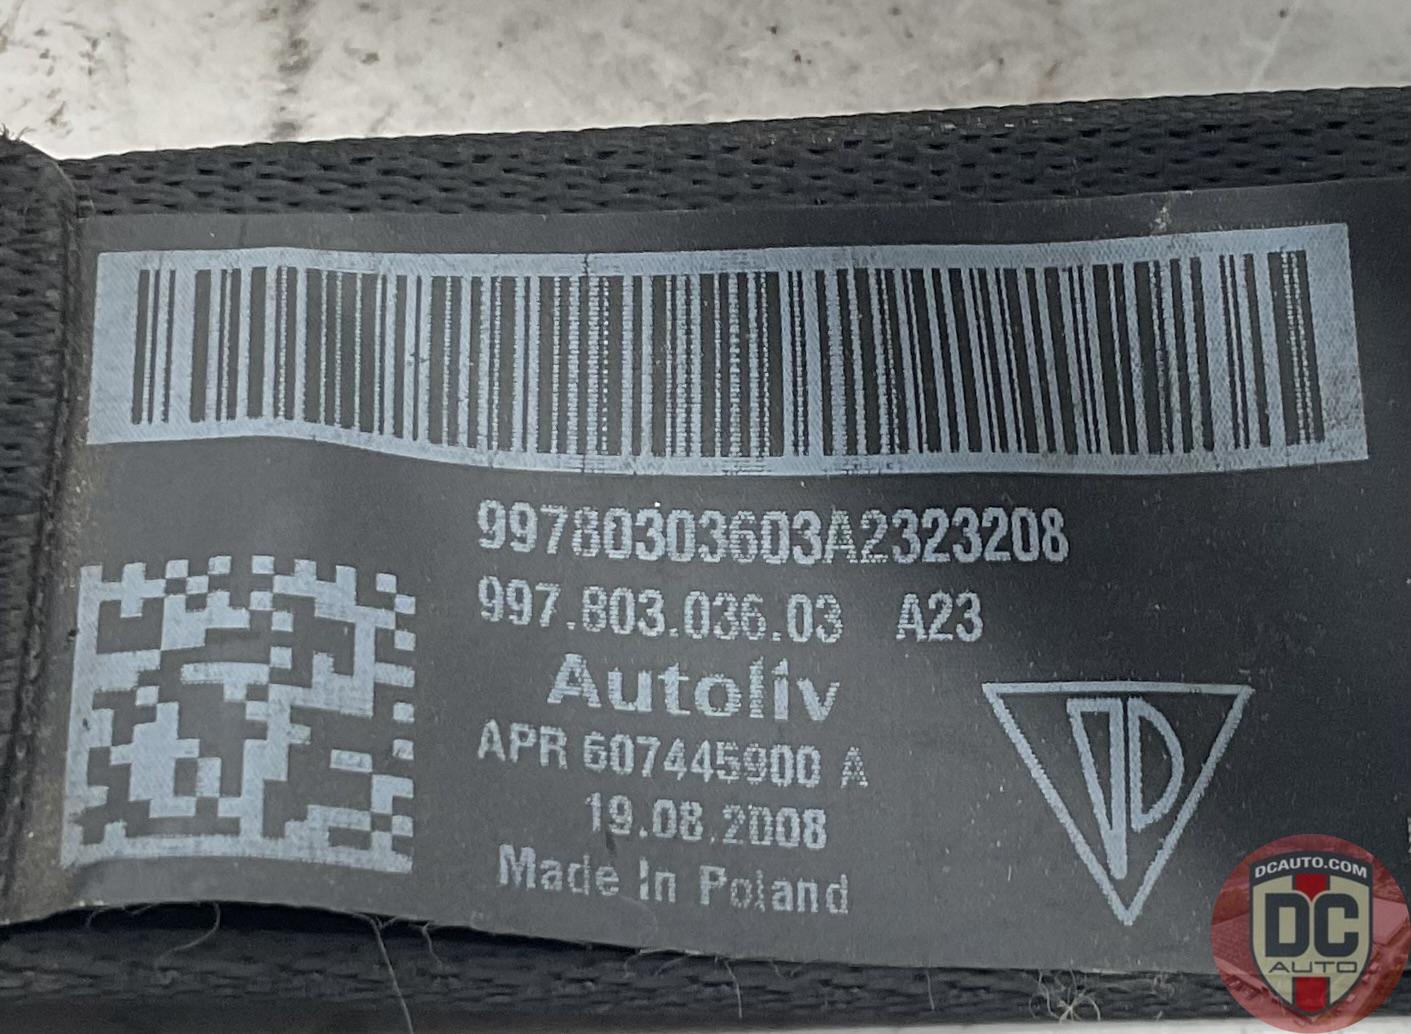 99780303603A2323208
997.803.036.03 A23
Autoliv
APR 607445900 A
19.08.2008
Made In Poland
DCAUTO.COM
DC
AUTO